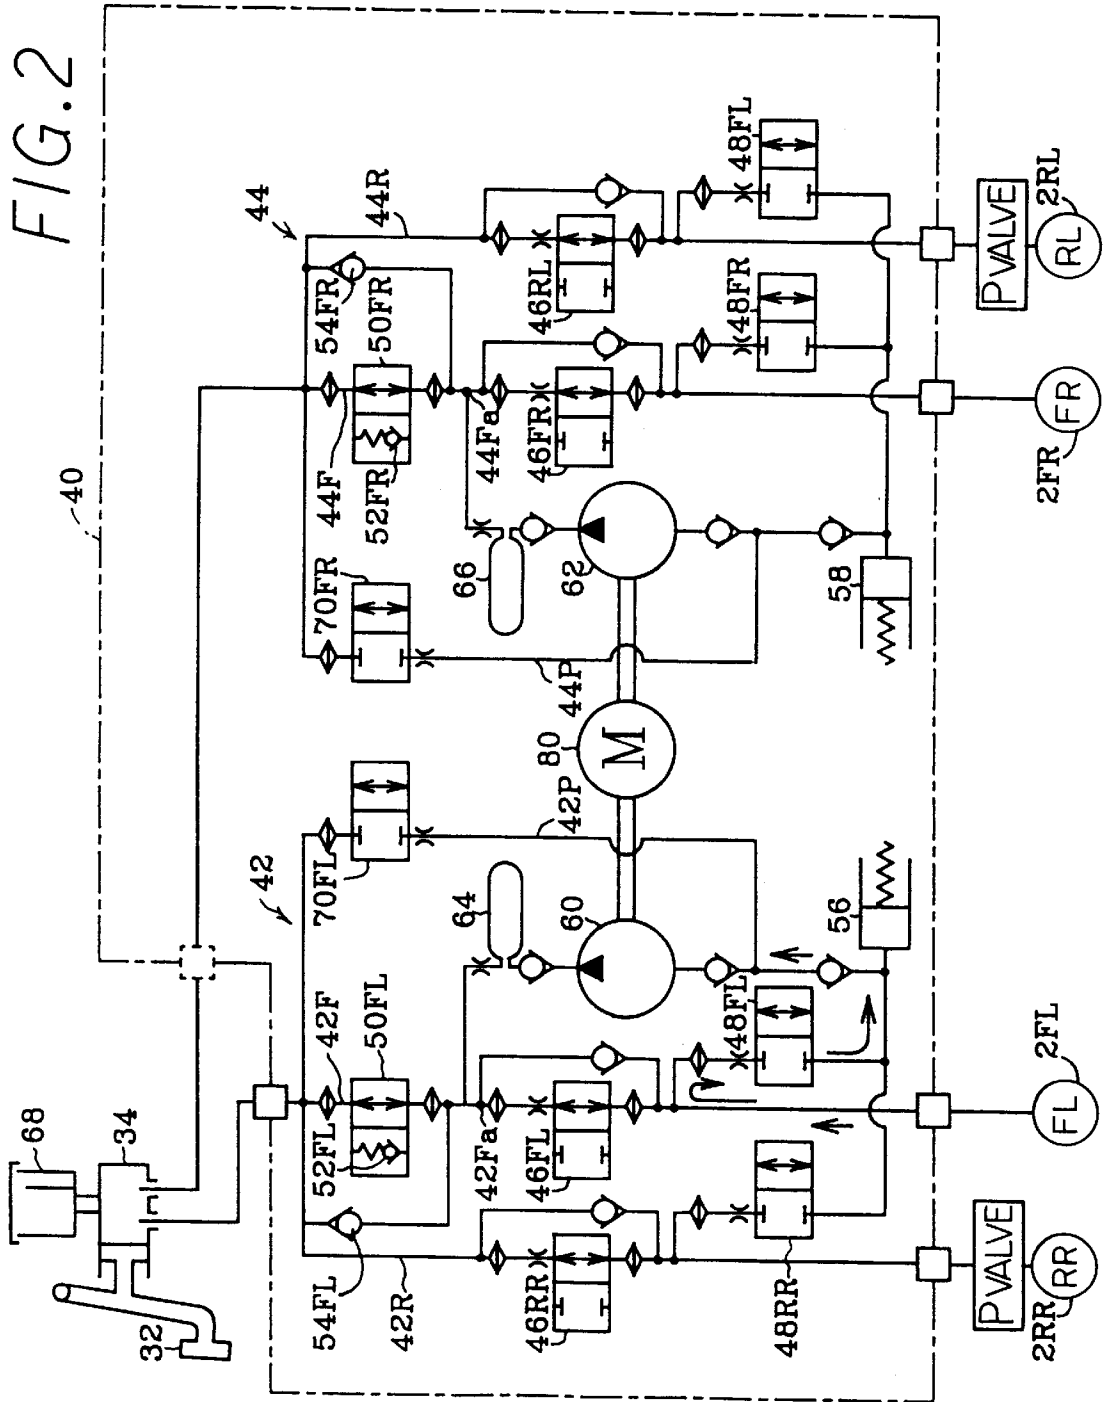 FIG.2
40
68
34
32
42
44
42F
42R
54FL
52FL
50FL
70FL
42P
64
60
80
M
70FR
44F
52FR
50FR
54FR
44R
44P
66
62
44Fa
42Fa
46RR
46FL
46FR
46RL
48RR
48FL
48FR
48FL
56
58
P VALVE
P VALVE
RR
FL
FR
RL
2RR
2FL
2FR
2RL